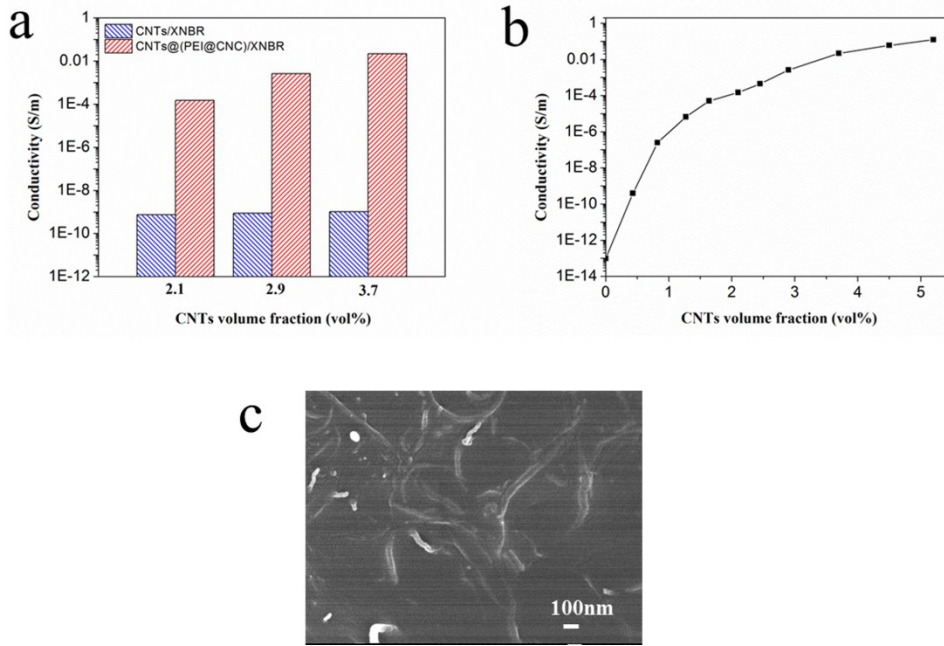 a
CNTs/XNBR
CNTs@(PEI@CNC)/XNBR
1
0.01
1E-4
1E-6
1E-8
1E-10
1E-12
Conductivity (S/m)
2.1 2.9 3.7
CNTs volume fraction (vol%)
b
1
0.01
1E-4
1E-6
1E-8
1E-10
1E-12
1E-14
Conductivity (S/m)
0 1 2 3 4 5
CNTs volume fraction (vol%)
c
100nm